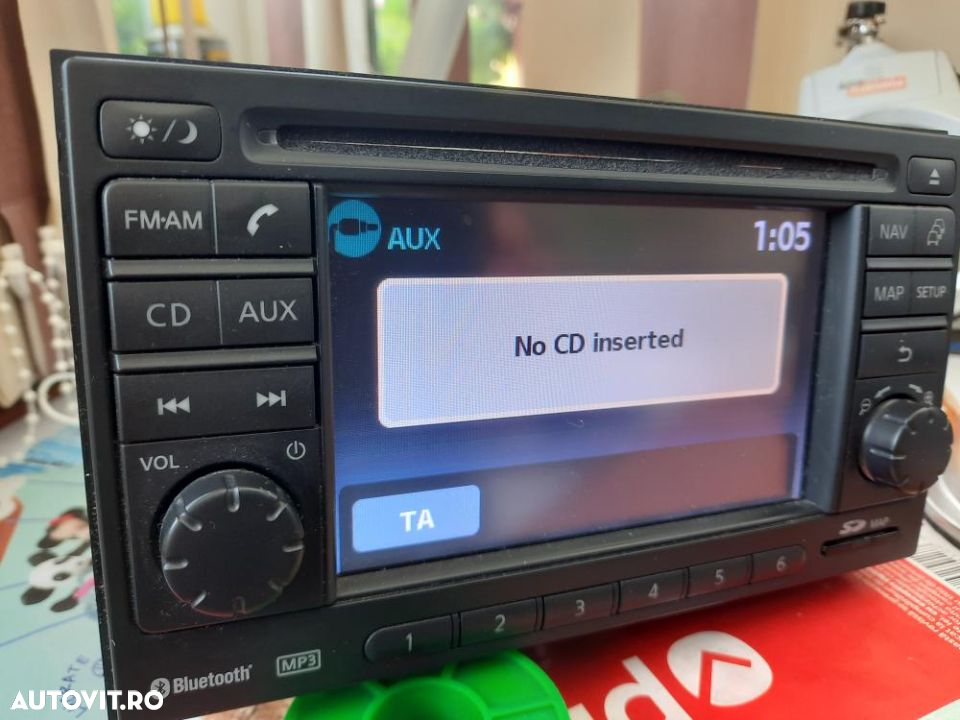 FM·AM
CD
AUX
VOL
AUX
1:05
No CD inserted
TA
NAV
MAP
SETUP
MAP
1 2 3 4 5 6
Bluetooth
MP3
AUTOVIT.RO